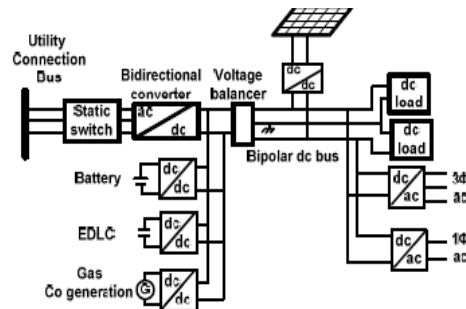 Utility
Connection
Bus
Bidirectional
converter
Voltage
balancer
Static
switch
ac
dc
dc
dc
dc
load
dc
load
Bipolar dc bus
Battery
dc
dc
EDLC
dc
dc
Gas
Co generation
G
dc
dc
dc
ac
3Φ
ac
dc
ac
1Φ
ac